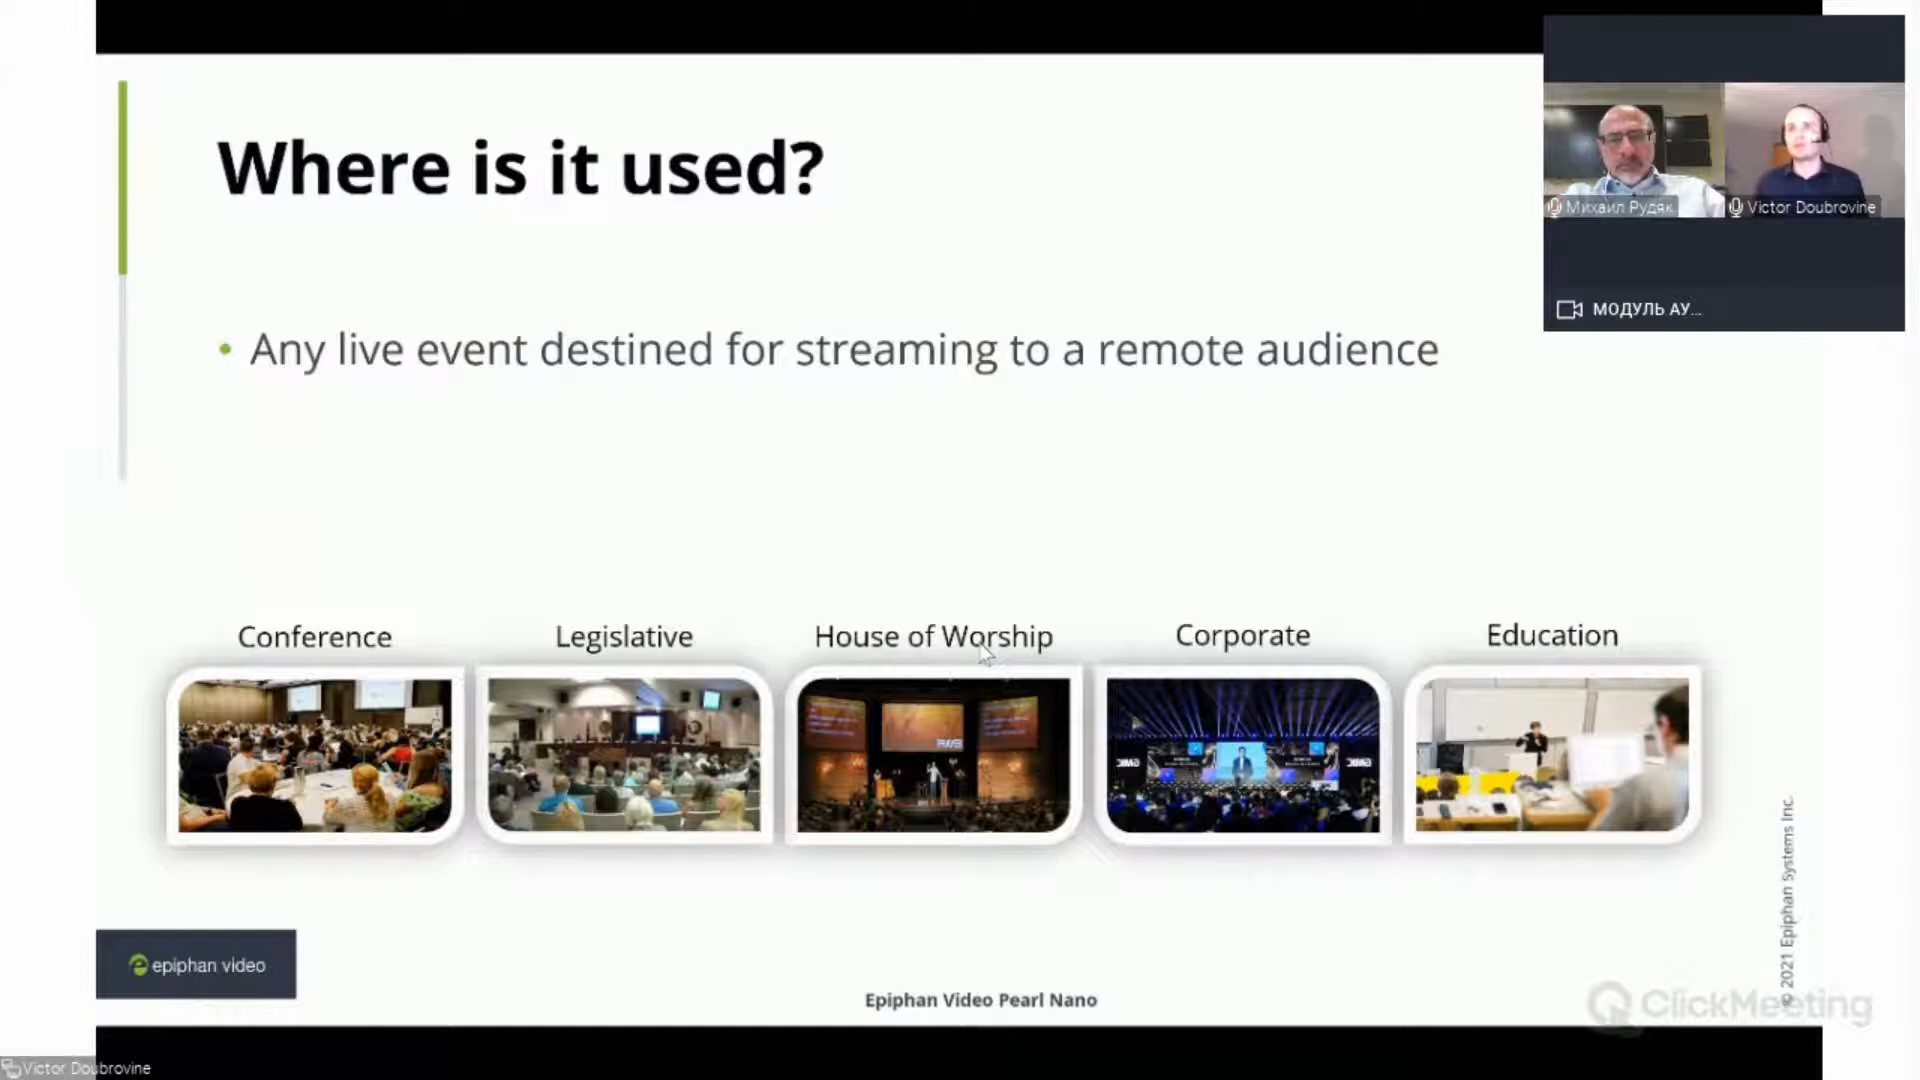 Where is it used?
Михаил Рудяк
Victor Doubrovine
МОДУЛЬ АУ...
• Any live event destined for streaming to a remote audience
Conference
Legislative
House of Worship
Corporate
Education
epiphan video
Epiphan Video Pearl Nano
© 2021 Epiphan Systems Inc.
ClickMeeting
Victor Doubrovine